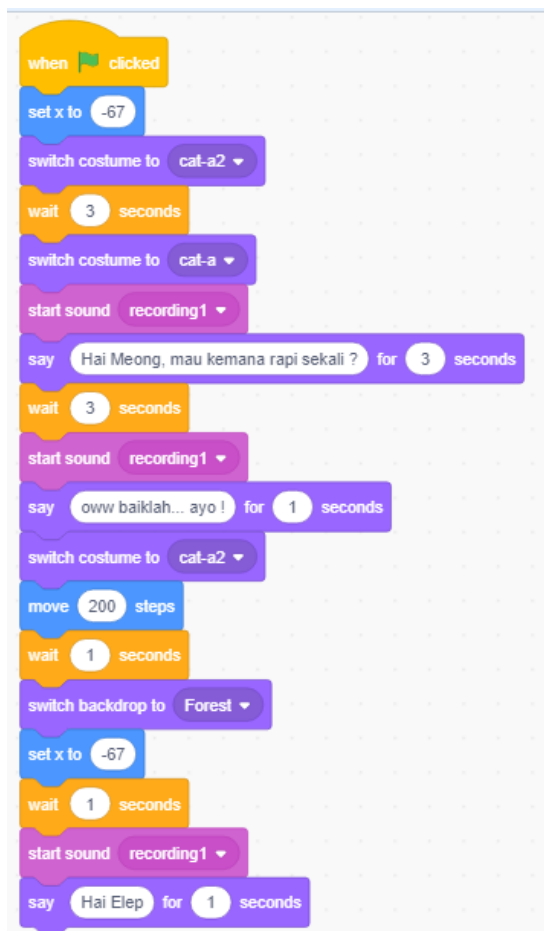 when clicked
set x to -67
switch costume to cat-a2
wait 3 seconds
switch costume to cat-a
start sound recording1
say Hai Meong, mau kemana rapi sekali ? for 3 seconds
wait 3 seconds
start sound recording1
say oww baiklah... ayo ! for 1 seconds
switch costume to cat-a2
move 200 steps
wait 1 seconds
switch backdrop to Forest
set x to -67
wait 1 seconds
start sound recording1
say Hai Elep for 1 seconds